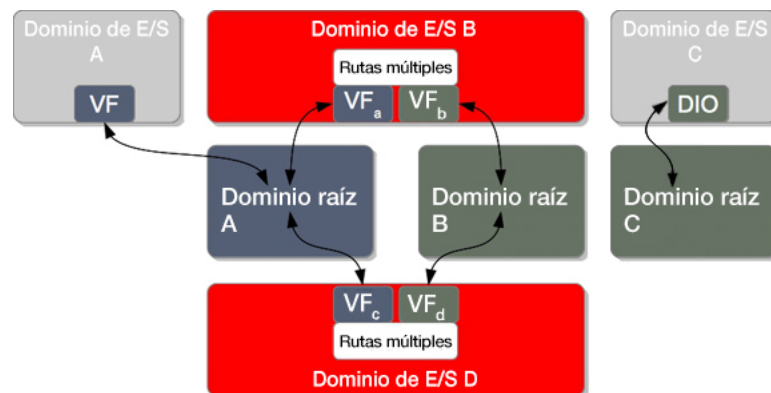 Dominio de E/S
A
VF
Dominio de E/S B
Rutas múltiples
VFa
VFb
Dominio de E/S
C
DIO
Dominio raíz
A
Dominio raíz
B
Dominio raíz
C
VFc
VFd
Rutas múltiples
Dominio de E/S D